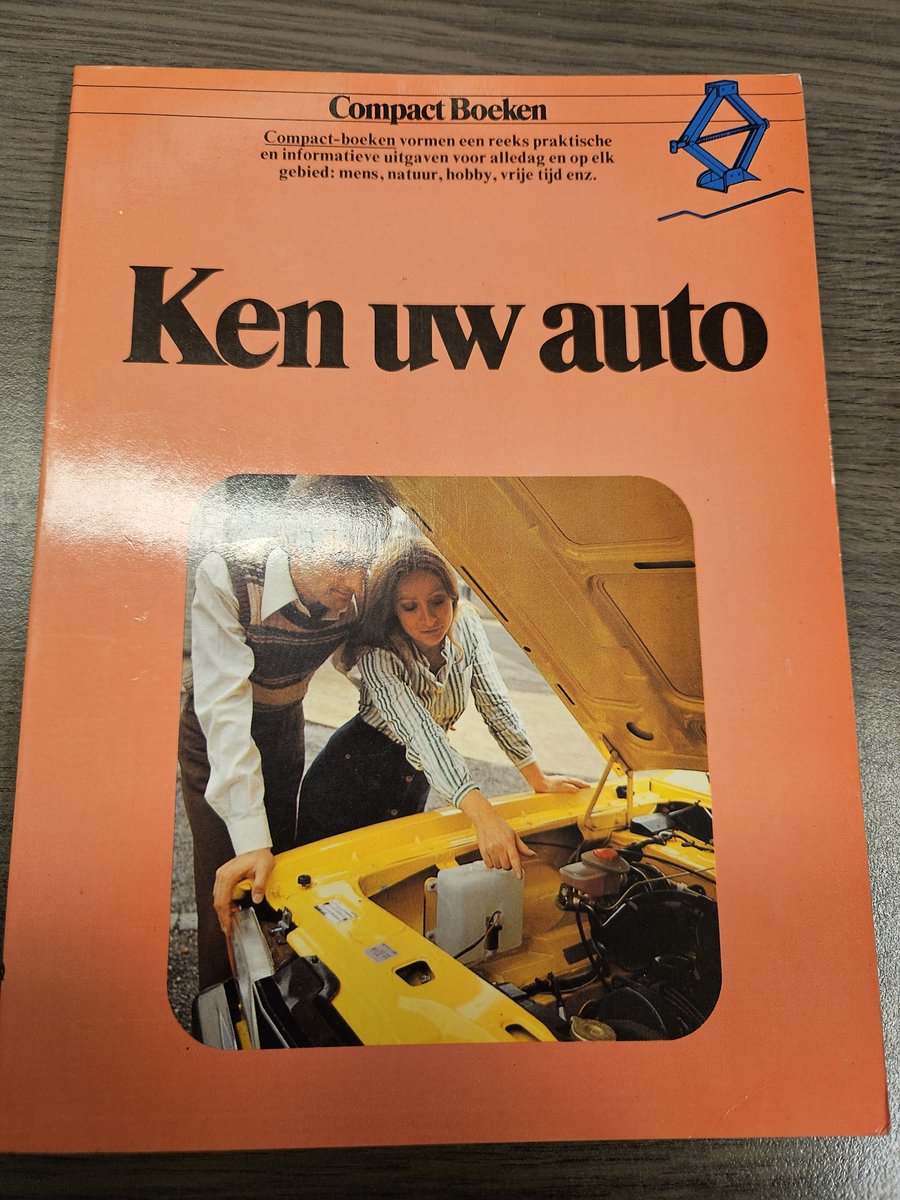 Compact Boeken
Compact-boeken vormen een reeks praktische
en informatieve uitgaven voor alledag en op elk
gebied: mens, natuur, hobby, vrije tijd enz.
Ken uw auto